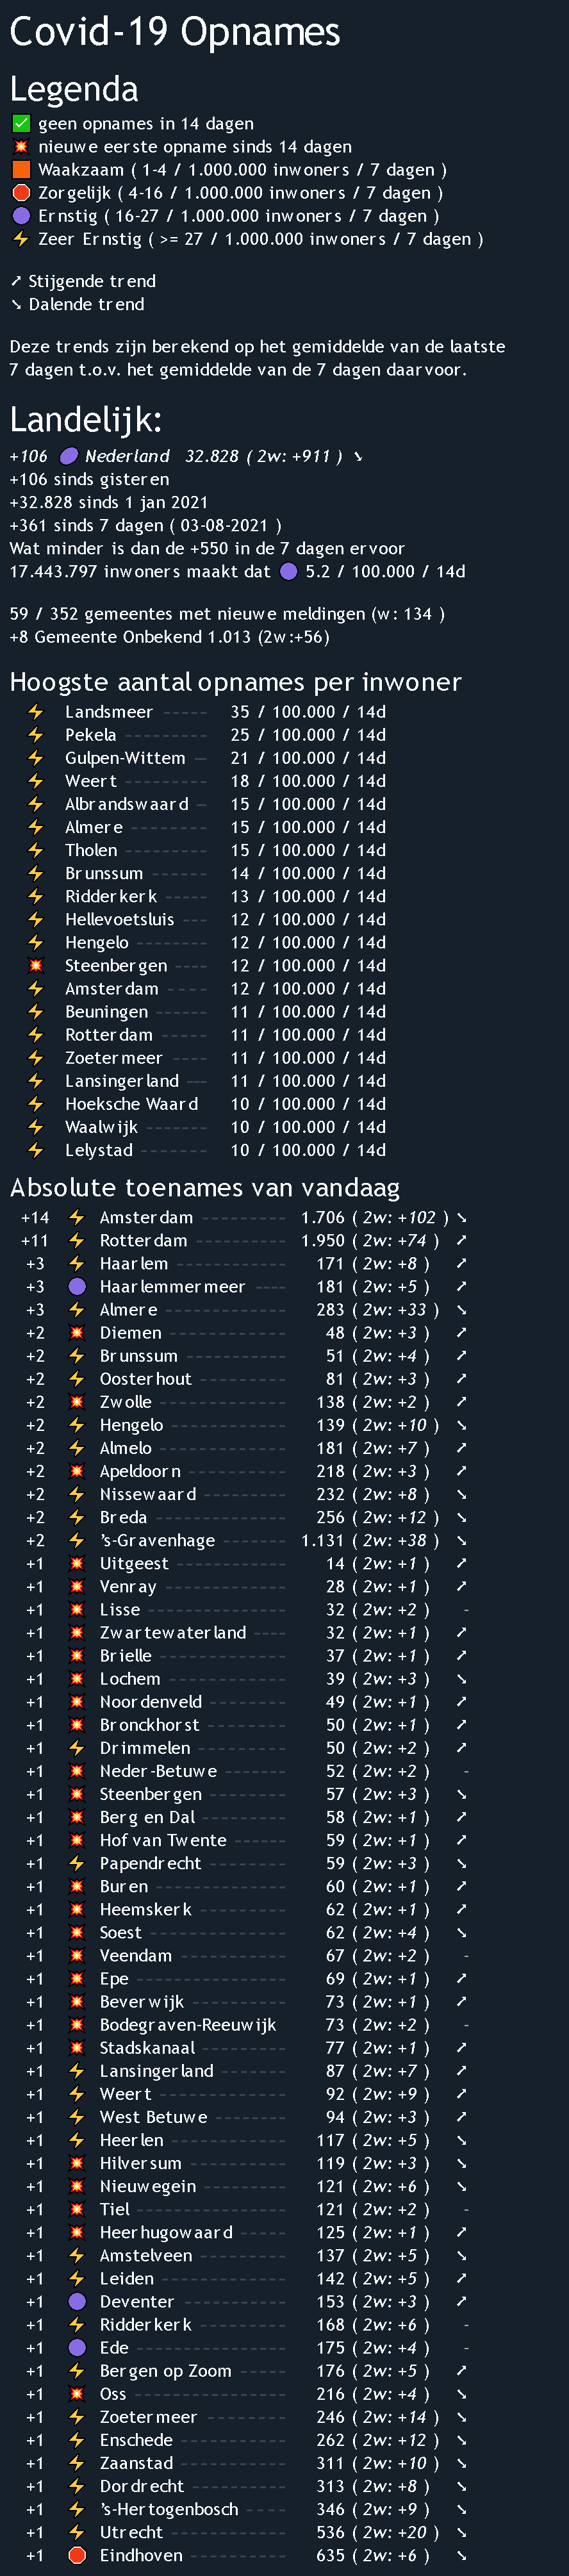 Covid-19 Opnames
Legenda
✅ geen opnames in 14 dagen
💥 nieuwe eerste opname sinds 14 dagen
🟧 Waakzaam ( 1-4 / 1.000.000 inwoners / 7 dagen )
🛑 Zorgelijk ( 4-16 / 1.000.000 inwoners / 7 dagen )
🟣 Ernstig ( 16-27 / 1.000.000 inwoners / 7 dagen )
⚡ Zeer Ernstig ( >= 27 / 1.000.000 inwoners / 7 dagen )
➚ Stijgende trend
➘ Dalende trend
Deze trends zijn berekend op het gemiddelde van de laatste
7 dagen t.o.v. het gemiddelde van de 7 dagen daarvoor.
Landelijk:
+106 🟣 Nederland 32.828 ( 2w: +911 ) ➘
+106 sinds gisteren
+32.828 sinds 1 jan 2021
+361 sinds 7 dagen ( 03-08-2021 )
Wat minder is dan de +550 in de 7 dagen ervoor
17.443.797 inwoners maakt dat 🟣 5.2 / 100.000 / 14d
59 / 352 gemeentes met nieuwe meldingen (w: 134 )
+8 Gemeente Onbekend 1.013 (2w:+56)
Hoogste aantal opnames per inwoner
⚡ Landsmeer ----- 35 / 100.000 / 14d
⚡ Pekela ---------- 25 / 100.000 / 14d
⚡ Gulpen-Wittem -- 21 / 100.000 / 14d
⚡ Weert ---------- 18 / 100.000 / 14d
⚡ Albrandswaard -- 15 / 100.000 / 14d
⚡ Almere --------- 15 / 100.000 / 14d
⚡ Tholen ---------- 15 / 100.000 / 14d
⚡ Brunssum ------ 14 / 100.000 / 14d
⚡ Ridderkerk ----- 13 / 100.000 / 14d
⚡ Hellevoetsluis --- 12 / 100.000 / 14d
⚡ Hengelo -------- 12 / 100.000 / 14d
💥 Steenbergen ---- 12 / 100.000 / 14d
⚡ Amsterdam ----- 12 / 100.000 / 14d
⚡ Beuningen ------ 11 / 100.000 / 14d
⚡ Rotterdam ------ 11 / 100.000 / 14d
⚡ Zoetermeer ---- 11 / 100.000 / 14d
⚡ Lansingerland --- 11 / 100.000 / 14d
⚡ Hoeksche Waard 10 / 100.000 / 14d
⚡ Waalwijk ------- 10 / 100.000 / 14d
⚡ Lelystad -------- 10 / 100.000 / 14d
Absolute toenames van vandaag
+14 ⚡ Amsterdam ---------- 1.706 ( 2w: +102 ) ➘
+11 ⚡ Rotterdam ----------- 1.950 ( 2w: +74 ) ➚
+3 ⚡ Haarlem ------------- 171 ( 2w: +8 ) ➚
+3 🟣 Haarlemmermeer ---- 181 ( 2w: +5 ) ➚
+3 ⚡ Almere -------------- 283 ( 2w: +33 ) ➘
+2 💥 Diemen -------------- 48 ( 2w: +3 ) ➚
+2 ⚡ Brunssum ------------ 51 ( 2w: +4 ) ➚
+2 ⚡ Oosterhout ---------- 81 ( 2w: +3 ) ➚
+2 💥 Zwolle --------------- 138 ( 2w: +2 ) ➚
+2 ⚡ Hengelo ------------- 139 ( 2w: +10 ) ➘
+2 ⚡ Almelo --------------- 181 ( 2w: +7 ) ➚
+2 💥 Apeldoorn ----------- 218 ( 2w: +3 ) ➚
+2 ⚡ Nissewaard ---------- 232 ( 2w: +8 ) ➘
+2 ⚡ Breda ---------------- 256 ( 2w: +12 ) ➘
+2 ⚡ 's-Gravenhage -------- 1.131 ( 2w: +38 ) ➘
+1 💥 Uitgeest ------------- 14 ( 2w: +1 ) ➚
+1 💥 Venray -------------- 28 ( 2w: +1 ) ➚
+1 💥 Lisse ----------------- 32 ( 2w: +2 ) -
+1 💥 Zwartewaterland ---- 32 ( 2w: +1 ) ➚
+1 💥 Brielle --------------- 37 ( 2w: +1 ) ➚
+1 💥 Lochem -------------- 39 ( 2w: +3 ) ➘
+1 💥 Noordenveld --------- 49 ( 2w: +1 ) ➚
+1 💥 Bronckhorst --------- 50 ( 2w: +1 ) ➚
+1 ⚡ Drimmelen ---------- 50 ( 2w: +2 ) ➚
+1 💥 Neder-Betuwe ------- 52 ( 2w: +2 ) -
+1 💥 Steenbergen --------- 57 ( 2w: +3 ) ➘
+1 💥 Berg en Dal ---------- 58 ( 2w: +1 ) ➚
+1 💥 Hof van Twente ------ 59 ( 2w: +1 ) ➚
+1 ⚡ Papendrecht --------- 59 ( 2w: +3 ) ➘
+1 💥 Buren ---------------- 60 ( 2w: +1 ) ➚
+1 💥 Heemskerk ---------- 62 ( 2w: +1 ) ➚
+1 💥 Soest ---------------- 62 ( 2w: +4 ) ➘
+1 💥 Veendam ------------ 67 ( 2w: +2 ) -
+1 💥 Epe ------------------ 69 ( 2w: +1 ) ➚
+1 💥 Beverwijk ----------- 73 ( 2w: +1 ) ➚
+1 💥 Bodegraven-Reeuwijk 73 ( 2w: +2 ) -
+1 💥 Stadskanaal ---------- 77 ( 2w: +1 ) ➚
+1 ⚡ Lansingerland -------- 87 ( 2w: +7 ) ➚
+1 ⚡ Weert --------------- 92 ( 2w: +9 ) ➚
+1 ⚡ West Betuwe --------- 94 ( 2w: +3 ) ➚
+1 ⚡ Heerlen ------------- 117 ( 2w: +5 ) ➘
+1 💥 Hilversum ----------- 119 ( 2w: +3 ) ➘
+1 💥 Nieuwegein ---------- 121 ( 2w: +6 ) ➘
+1 💥 Tiel ------------------ 121 ( 2w: +2 ) -
+1 💥 Heerhugowaard ----- 125 ( 2w: +1 ) ➚
+1 ⚡ Amstelveen ---------- 137 ( 2w: +5 ) ➘
+1 ⚡ Leiden --------------- 142 ( 2w: +5 ) ➚
+1 🟣 Deventer ------------ 153 ( 2w: +3 ) ➚
+1 ⚡ Ridderkerk ---------- 168 ( 2w: +6 ) -
+1 🟣 Ede ------------------ 175 ( 2w: +4 ) -
+1 ⚡ Bergen op Zoom ------ 176 ( 2w: +5 ) ➚
+1 💥 Oss ------------------ 216 ( 2w: +4 ) ➘
+1 ⚡ Zoetermeer --------- 246 ( 2w: +14 ) ➘
+1 ⚡ Enschede ------------ 262 ( 2w: +12 ) ➘
+1 ⚡ Zaanstad ------------ 311 ( 2w: +10 ) ➘
+1 ⚡ Dordrecht ----------- 313 ( 2w: +8 ) ➘
+1 ⚡ 's-Hertogenbosch ----- 346 ( 2w: +9 ) ➘
+1 ⚡ Utrecht ------------- 536 ( 2w: +20 ) ➘
+1 🛑 Eindhoven ----------- 635 ( 2w: +6 ) ➘